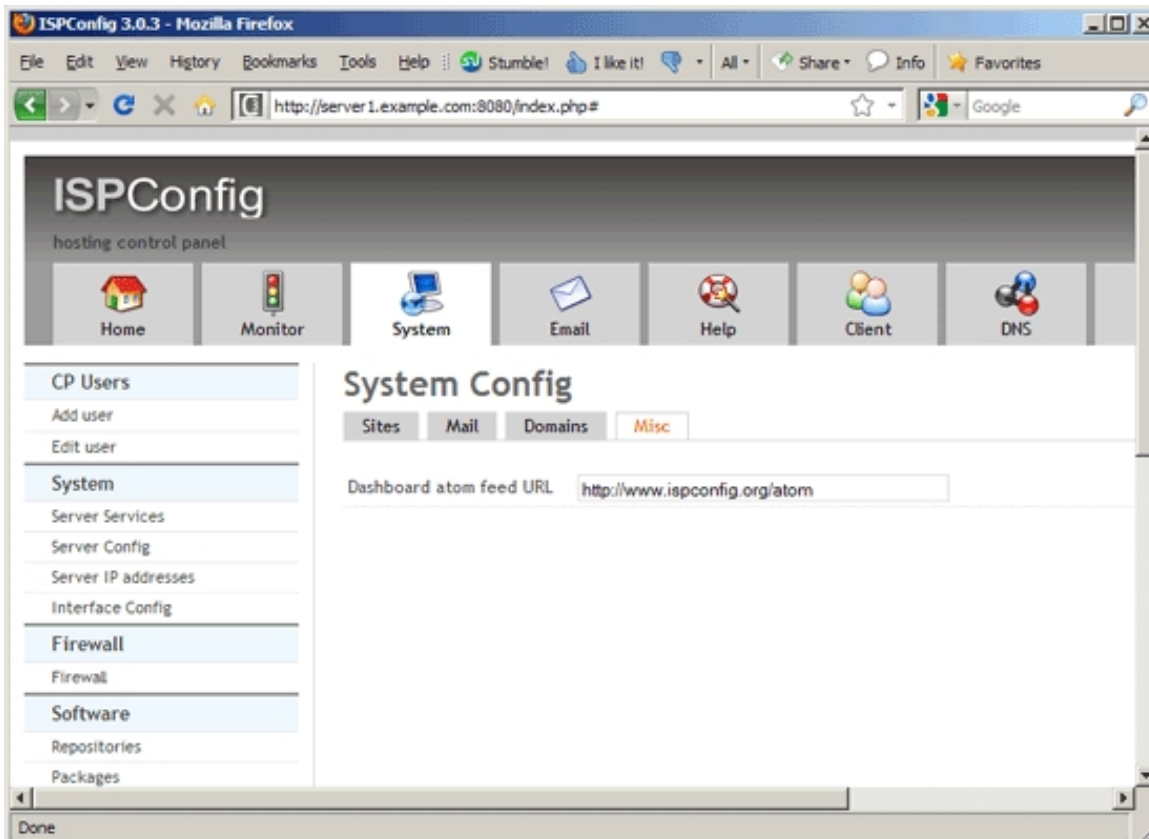 ISPConfig 3.0.3 - Mozilla Firefox
File Edit View History Bookmarks Tools Help Stumble! I like it! All Share Info Favorites
http://server1.example.com:8080/index.php# Google
ISPConfig
hosting control panel
Home Monitor System Email Help Client DNS
CP Users
Add user
Edit user
System
Server Services
Server Config
Server IP addresses
Interface Config
Firewall
Firewall
Software
Repositories
Packages
System Config
Sites Mail Domains Misc
Dashboard atom feed URL http://www.ispconfig.org/atom
Done